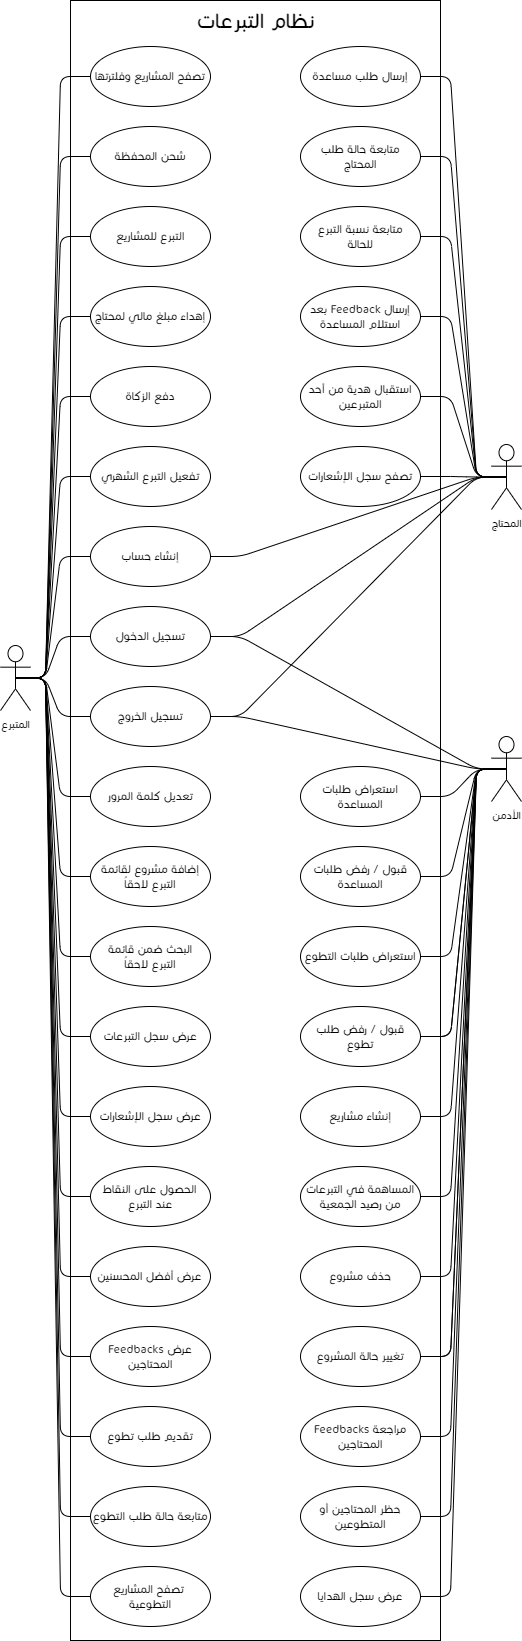 نظام التبرعات
إرسال طلب مساعدة
تصفح المشاريع وفلترتها
متابعة حالة طلب
المحتاج
شحن المحفظة
متابعة نسبة التبرع
للحالة
التبرع للمشاريع
إرسال Feedback بعد
استلام المساعدة
إهداء مبلغ مالي لمحتاج
استقبال هدية من أحد
المتبرعين
دفع الزكاة
تصفح سجل الإشعارات
تفعيل التبرع الشهري
المحتاج
إنشاء حساب
تسجيل الدخول
تسجيل الخروج
المتبرع
استعراض طلبات
المساعدة
تعديل كلمة المرور
الأدمن
قبول / رفض طلبات
المساعدة
إضافة مشروع لقائمة
التبرع لاحقاً
استعراض طلبات التطوع
البحث ضمن قائمة
التبرع لاحقاً
قبول / رفض طلب
تطوع
عرض سجل التبرعات
إنشاء مشاريع
عرض سجل الإشعارات
المساهمة في التبرعات
من رصيد الجمعية
الحصول على النقاط
عند التبرع
حذف مشروع
عرض أفضل المحسنين
تغيير حالة المشروع
عرض Feedbacks
المحتاجين
مراجعة Feedbacks
المحتاجين
تقديم طلب تطوع
حظر المحتاجين أو
المتطوعين
متابعة حالة طلب التطوع
عرض سجل الهدايا
تصفح المشاريع
التطوعية